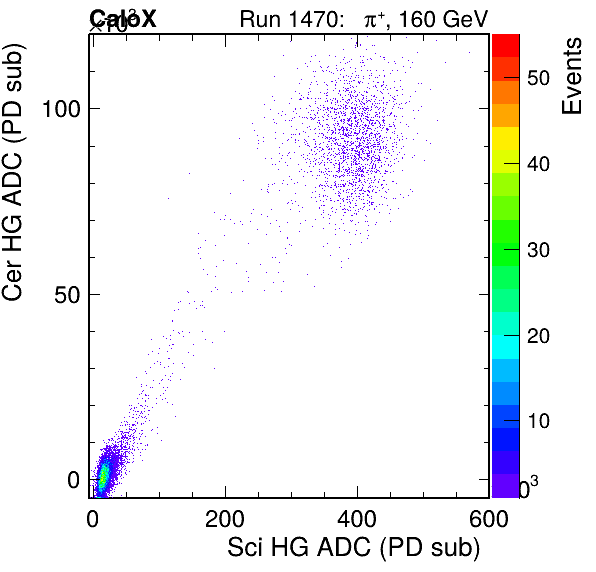 CaloX Run 1470: π⁺, 160 GeV
×10³
Cer HG ADC (PD sub)
100
50
0
0 200 400 600
Sci HG ADC (PD sub)
Events
50
40
30
20
10
0